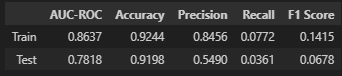 AUC-ROC Accuracy Precision Recall F1 Score
Train 0.8637 0.9244 0.8456 0.0772 0.1415
Test 0.7818 0.9198 0.5490 0.0361 0.0678